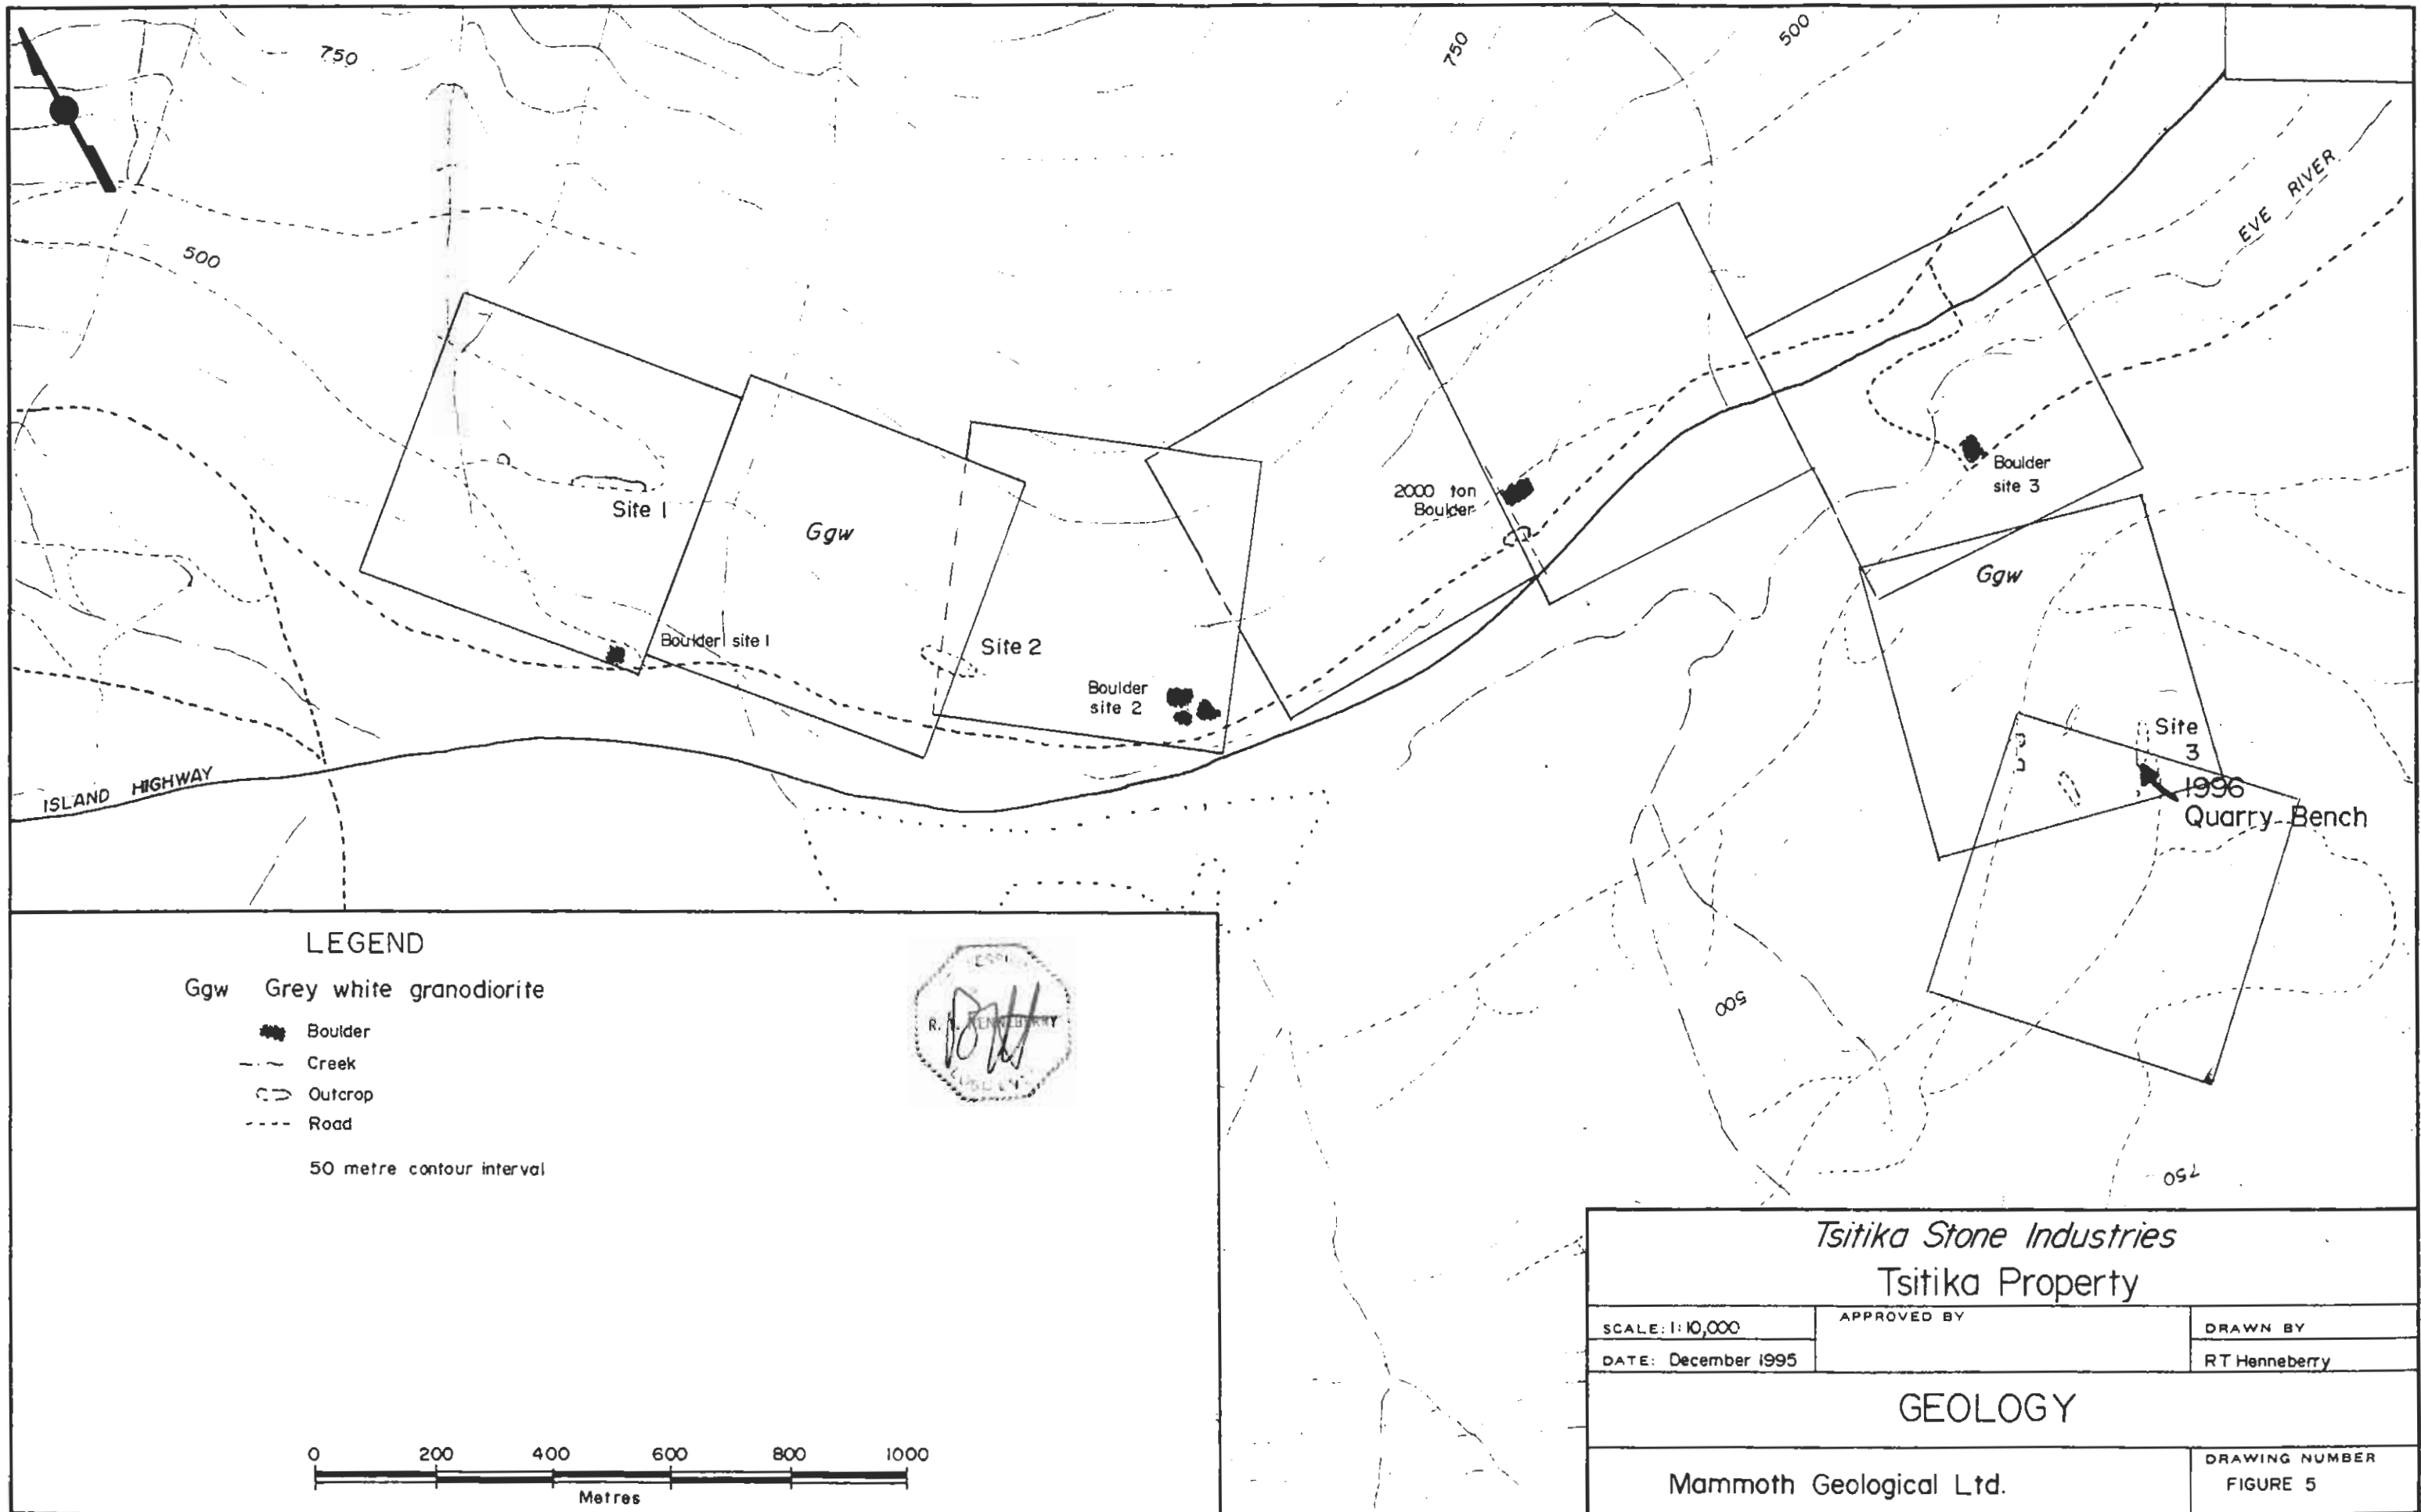 750
750
500
500
EVE RIVER
Site 1
Ggw
2000 ton
Boulder
Boulder
site 3
Ggw
Boulder site 1
Site 2
Boulder
site 2
Site
3
1996
Quarry Bench
ISLAND HIGHWAY
500
750
LEGEND
Ggw Grey white granodiorite
Boulder
Creek
Outcrop
Road
50 metre contour interval
R. T. HENNEBERRY
0 200 400 600 800 1000
Metres
Tsitika Stone Industries
Tsitika Property
SCALE: 1:10,000
APPROVED BY
DRAWN BY
DATE: December 1995
RT Henneberry
GEOLOGY
Mammoth Geological Ltd.
DRAWING NUMBER
FIGURE 5